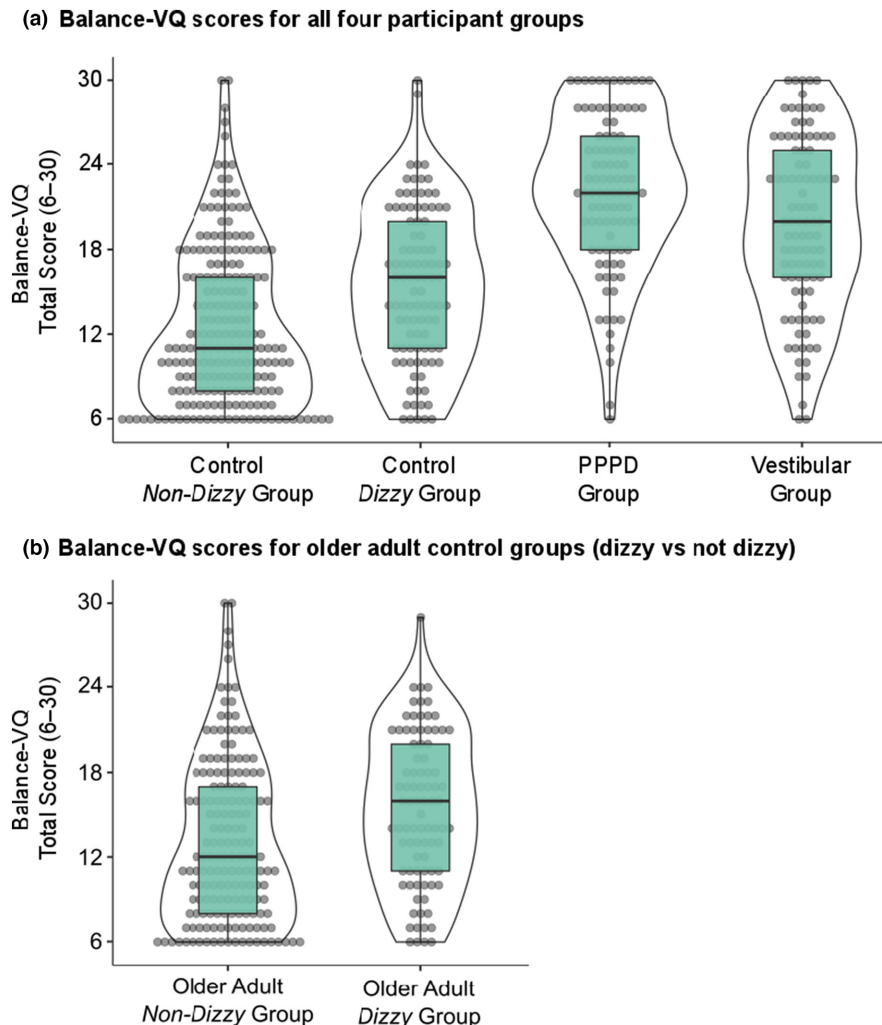 (a) Balance-VQ scores for all four participant groups
Balance-VQ
Total Score (6–30)
30
24
18
12
6
Control
Non-Dizzy Group
Control
Dizzy Group
PPPD
Group
Vestibular
Group
(b) Balance-VQ scores for older adult control groups (dizzy vs not dizzy)
Balance-VQ
Total Score (6–30)
30
24
18
12
6
Older Adult
Non-Dizzy Group
Older Adult
Dizzy Group